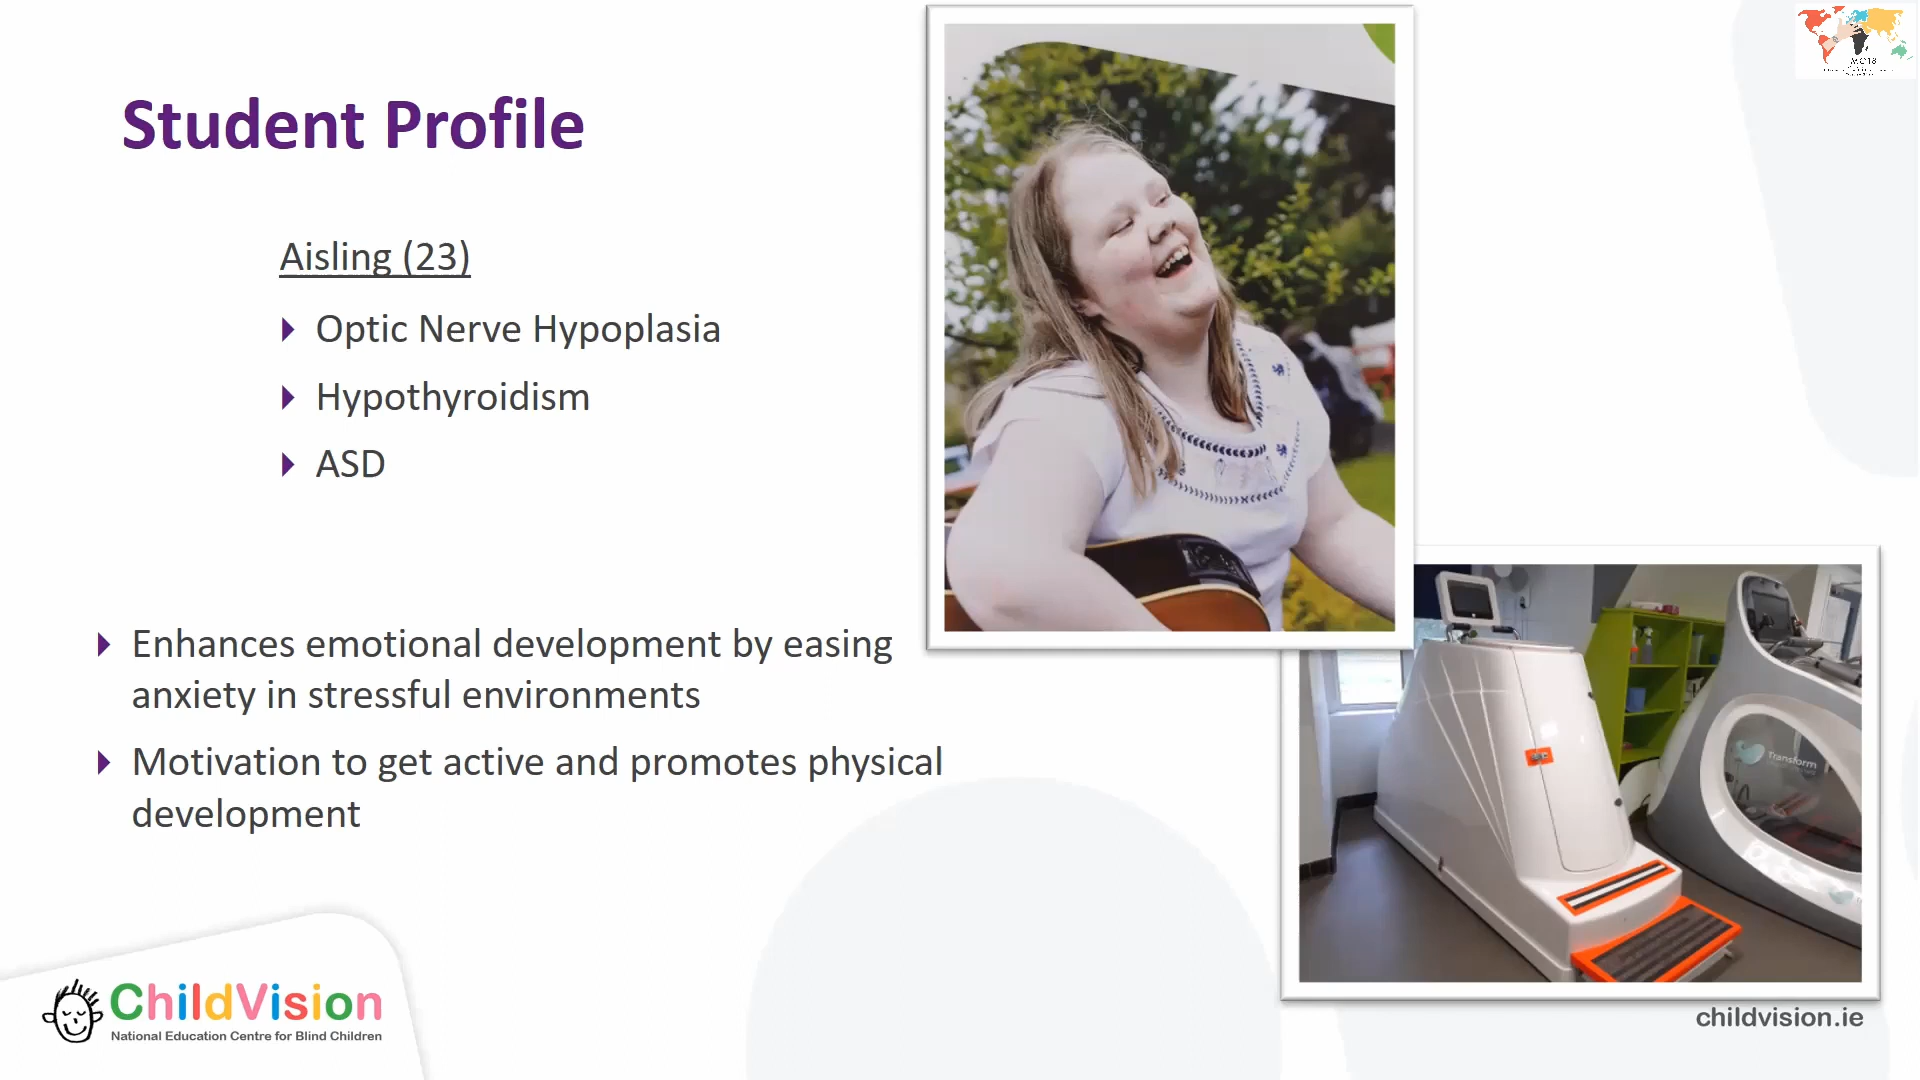 Student Profile
Aisling (23)
Optic Nerve Hypoplasia
Hypothyroidism
ASD
Enhances emotional development by easing
anxiety in stressful environments
Motivation to get active and promotes physical
development
ChildVision
National Education Centre for Blind Children
Transform
childvision.ie